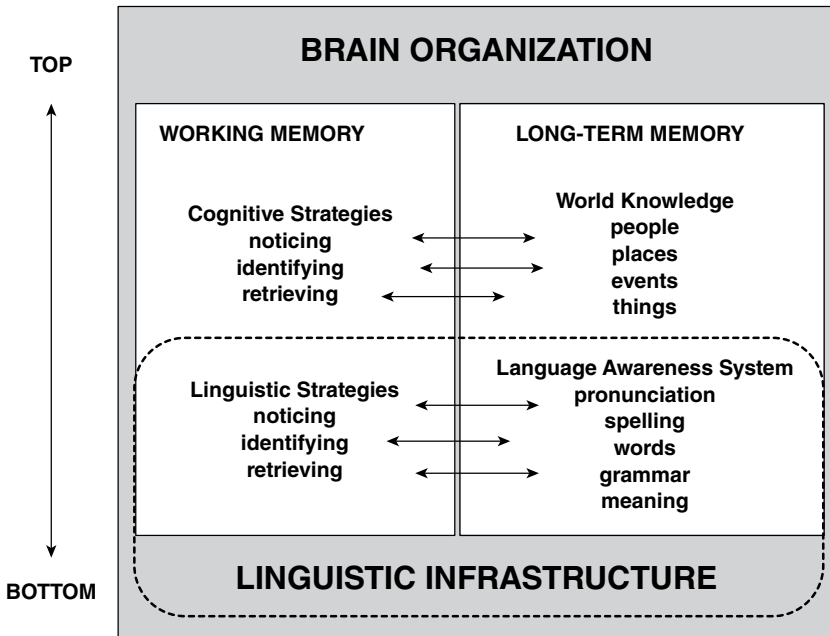 BRAIN ORGANIZATION
TOP
WORKING MEMORY
Cognitive Strategies
noticing
identifying
retrieving
LONG-TERM MEMORY
World Knowledge
people
places
events
things
Linguistic Strategies
noticing
identifying
retrieving
Language Awareness System
pronunciation
spelling
words
grammar
meaning
BOTTOM
LINGUISTIC INFRASTRUCTURE